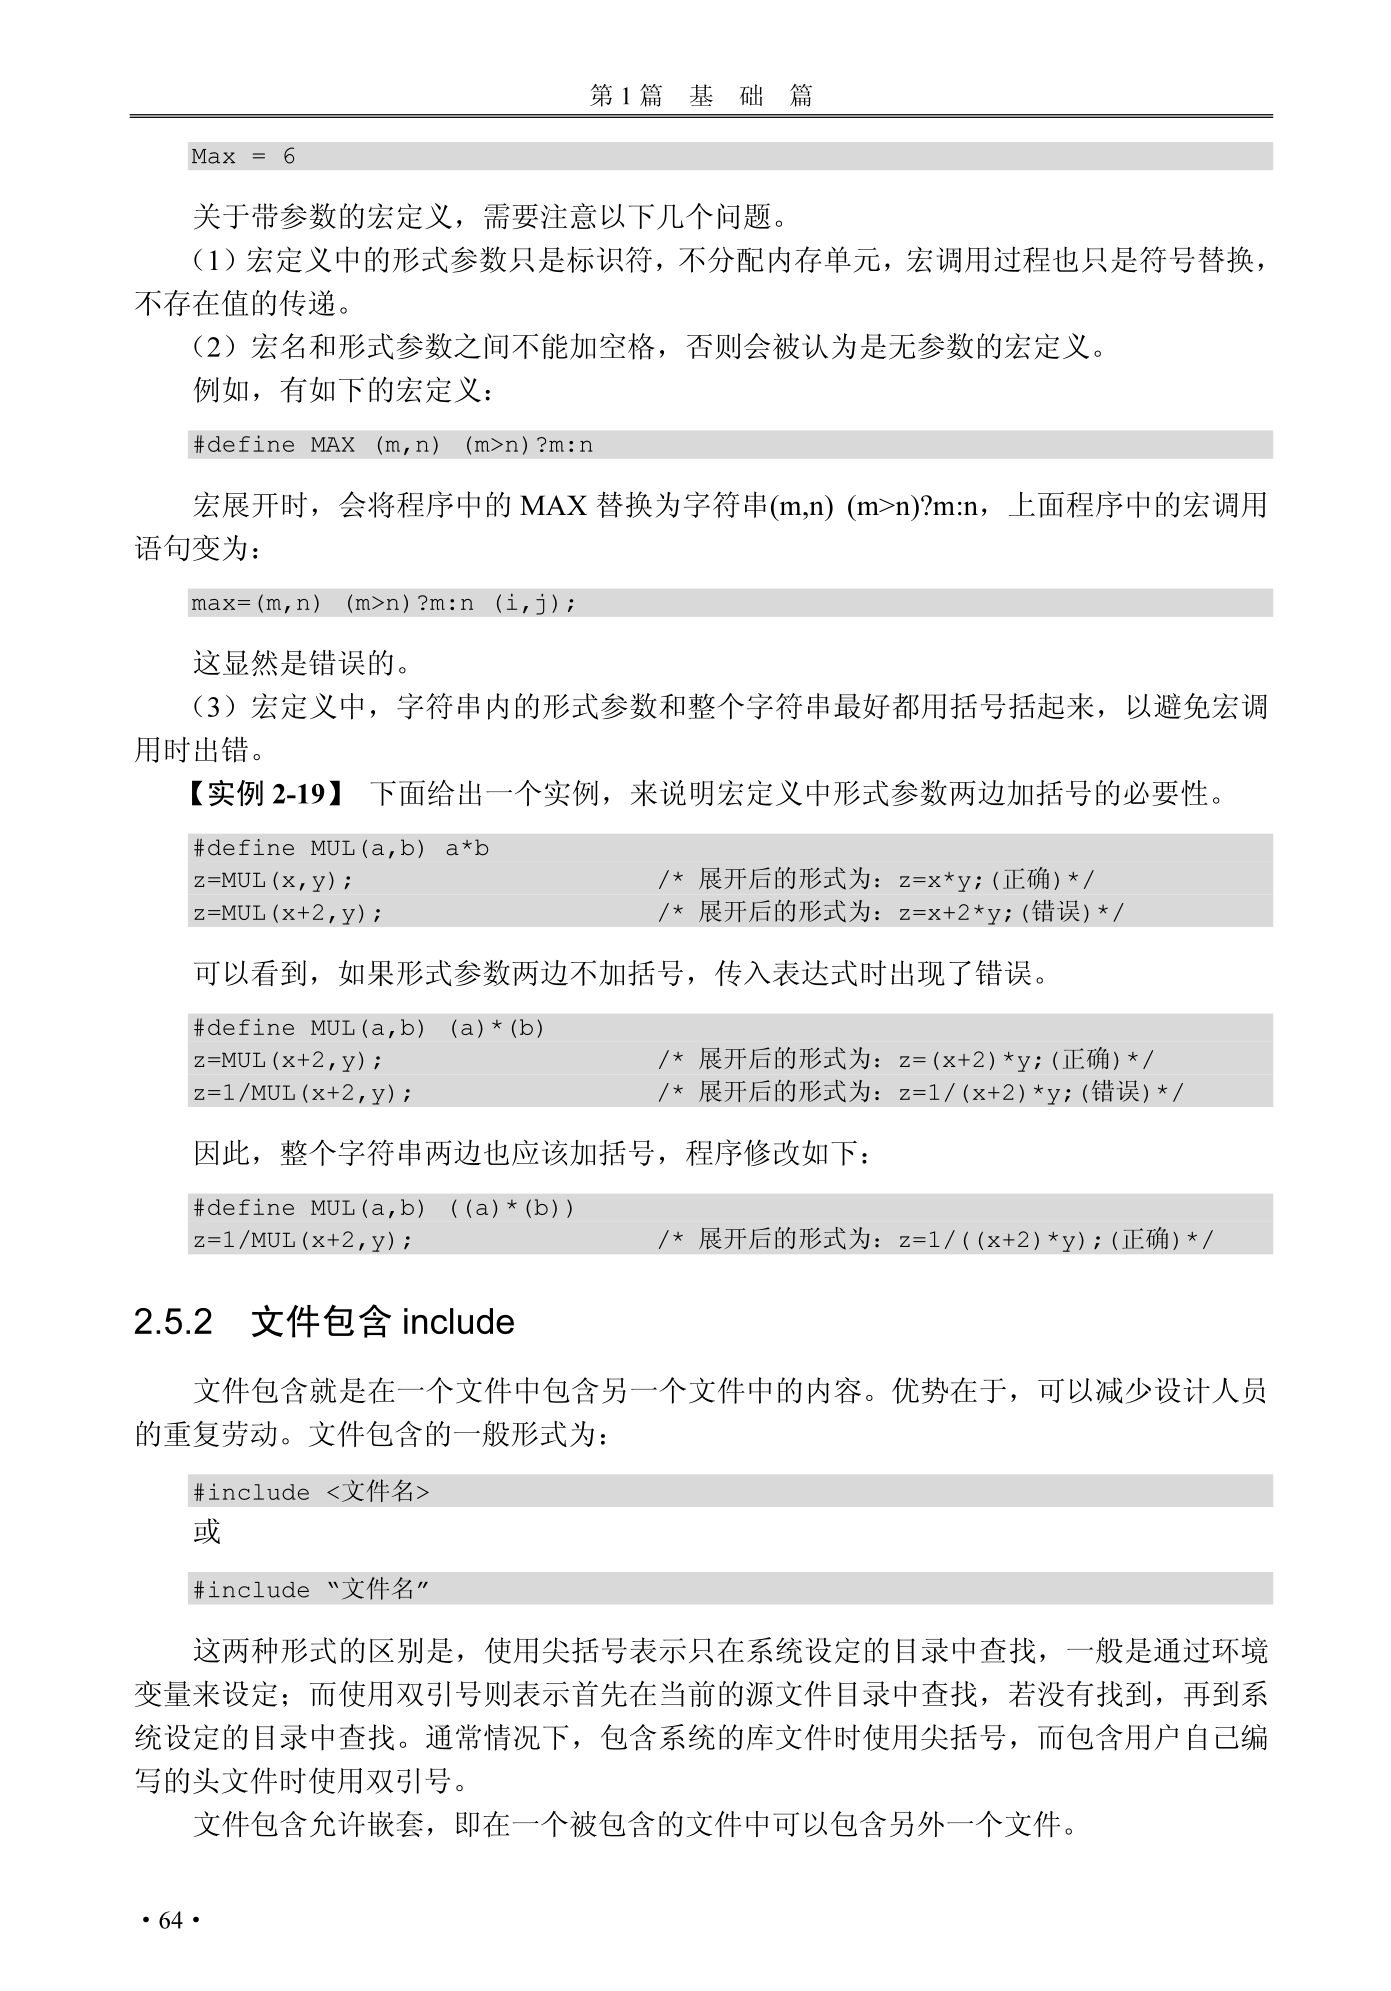 第 1 篇　基　础　篇
Max = 6
关于带参数的宏定义，需要注意以下几个问题。
（1）宏定义中的形式参数只是标识符，不分配内存单元，宏调用过程也只是符号替换，
不存在值的传递。
（2）宏名和形式参数之间不能加空格，否则会被认为是无参数的宏定义。
例如，有如下的宏定义：
#define MAX (m,n) (m>n)?m:n
宏展开时，会将程序中的 MAX 替换为字符串(m,n) (m>n)?m:n，上面程序中的宏调用
语句变为：
max=(m,n) (m>n)?m:n (i,j);
这显然是错误的。
（3）宏定义中，字符串内的形式参数和整个字符串最好都用括号括起来，以避免宏调
用时出错。
【实例 2-19】 下面给出一个实例，来说明宏定义中形式参数两边加括号的必要性。
#define MUL(a,b) a*b
z=MUL(x,y); /* 展开后的形式为：z=x*y;(正确)*/
z=MUL(x+2,y); /* 展开后的形式为：z=x+2*y;(错误)*/
可以看到，如果形式参数两边不加括号，传入表达式时出现了错误。
#define MUL(a,b) (a)*(b)
z=MUL(x+2,y); /* 展开后的形式为：z=(x+2)*y;(正确)*/
z=1/MUL(x+2,y); /* 展开后的形式为：z=1/(x+2)*y;(错误)*/
因此，整个字符串两边也应该加括号，程序修改如下：
#define MUL(a,b) ((a)*(b))
z=1/MUL(x+2,y); /* 展开后的形式为：z=1/((x+2)*y);(正确)*/
2.5.2　文件包含 include
文件包含就是在一个文件中包含另一个文件中的内容。优势在于，可以减少设计人员
的重复劳动。文件包含的一般形式为：
#include <文件名>
或
#include “文件名”
这两种形式的区别是，使用尖括号表示只在系统设定的目录中查找，一般是通过环境
变量来设定；而使用双引号则表示首先在当前的源文件目录中查找，若没有找到，再到系
统设定的目录中查找。通常情况下，包含系统的库文件时使用尖括号，而包含用户自己编
写的头文件时使用双引号。
文件包含允许嵌套，即在一个被包含的文件中可以包含另外一个文件。
• 64 •